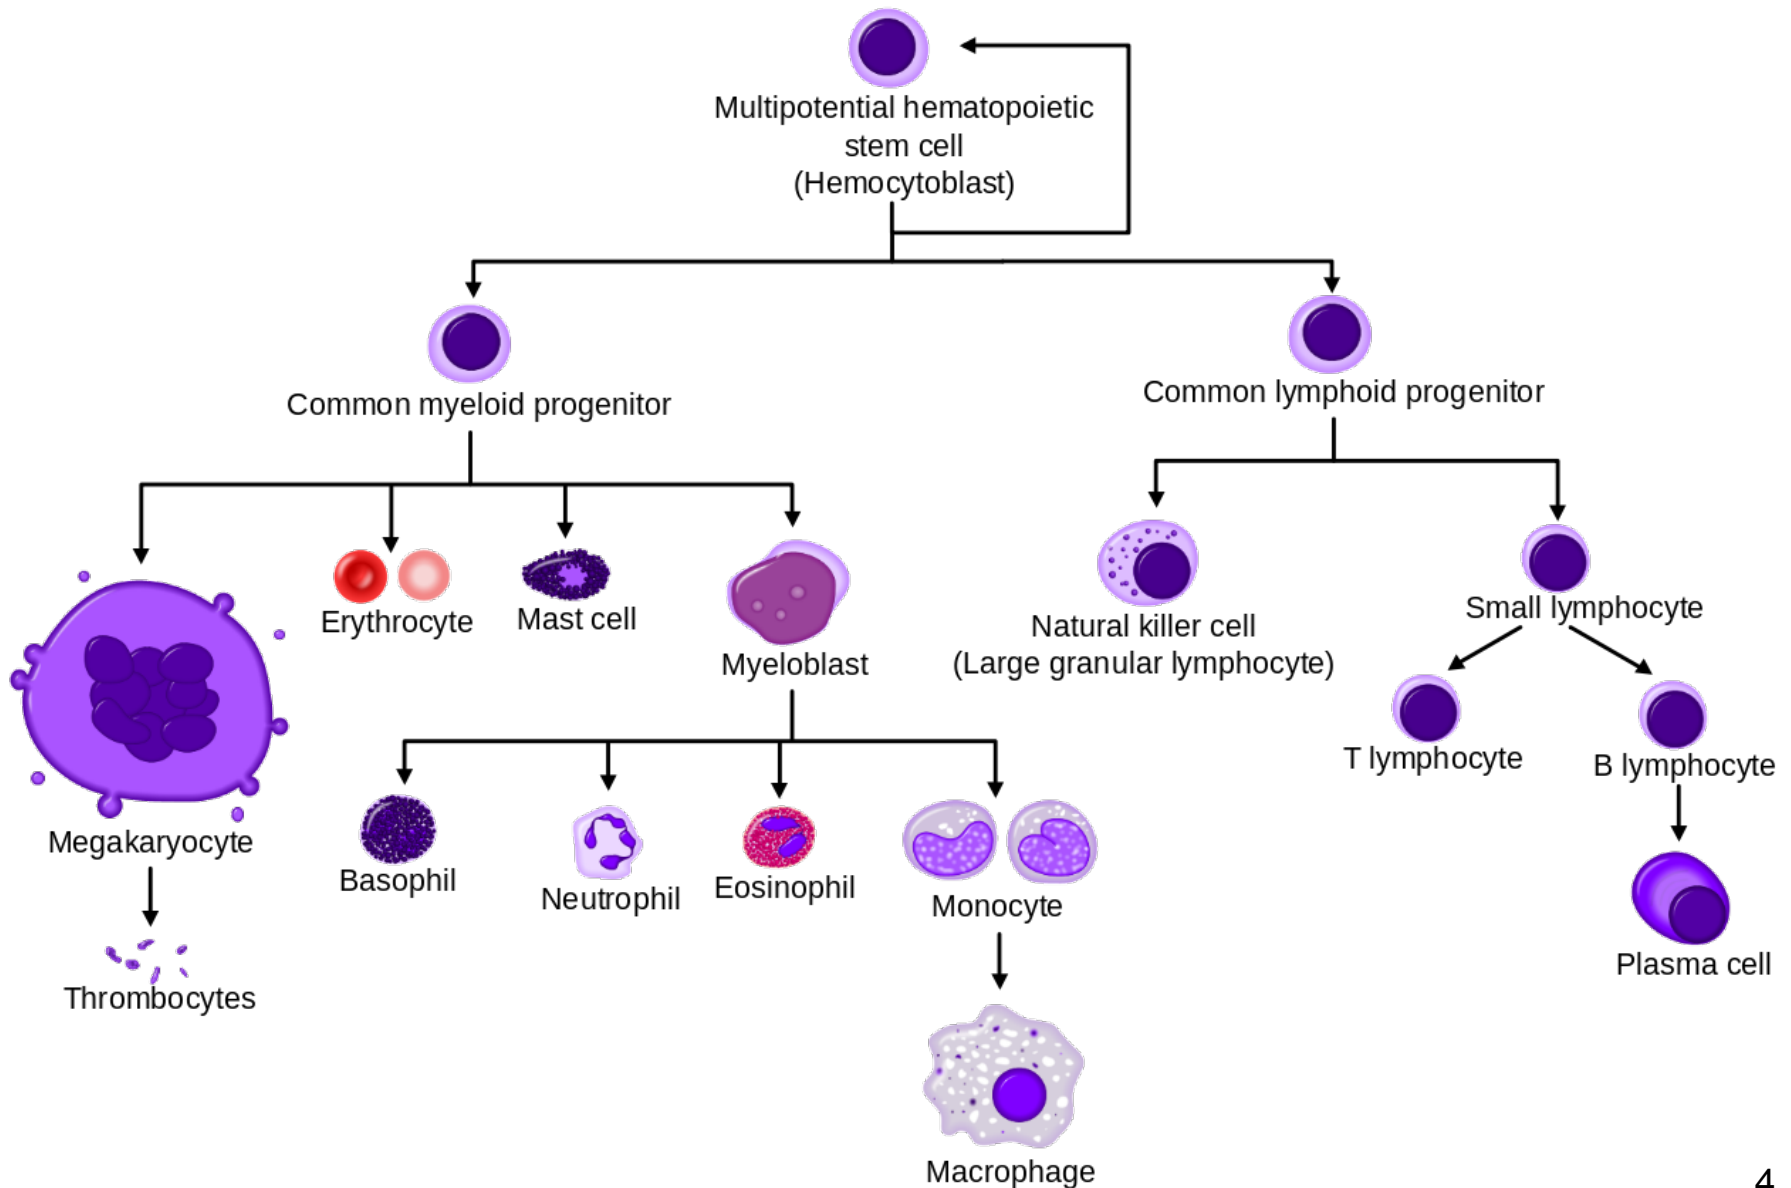 Multipotential hematopoietic
stem cell
(Hemocytoblast)
Common myeloid progenitor
Common lymphoid progenitor
Erythrocyte
Mast cell
Myeloblast
Natural killer cell
(Large granular lymphocyte)
Small lymphocyte
T lymphocyte
B lymphocyte
Megakaryocyte
Basophil
Neutrophil
Eosinophil
Monocyte
Plasma cell
Thrombocytes
Macrophage
4